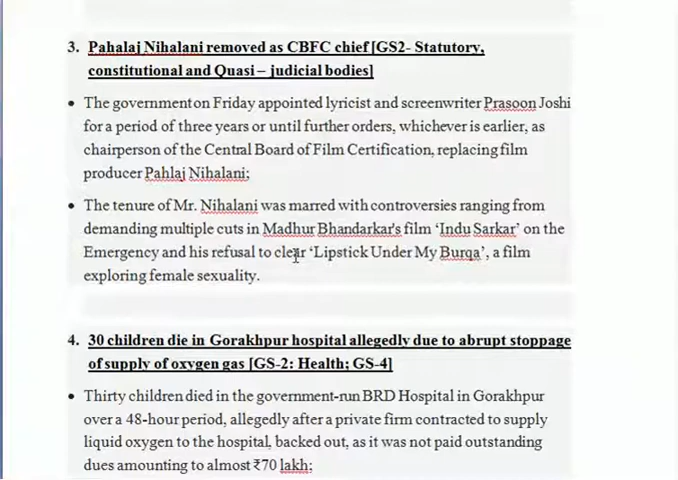 3. Pahalaj Nihalani removed as CBFC chief [GS2- Statutory,
constitutional and Quasi – judicial bodies]
• The government on Friday appointed lyricist and screenwriter Prasoon Joshi
for a period of three years or until further orders, whichever is earlier, as
chairperson of the Central Board of Film Certification, replacing film
producer Pahlaj Nihalani;
• The tenure of Mr. Nihalani was marred with controversies ranging from
demanding multiple cuts in Madhur Bhandarkar's film ‘Indu Sarkar’ on the
Emergency and his refusal to clear ‘Lipstick Under My Burqa’, a film
exploring female sexuality.
4. 30 children die in Gorakhpur hospital allegedly due to abrupt stoppage
of supply of oxygen gas [GS-2: Health; GS-4]
• Thirty children died in the government-run BRD Hospital in Gorakhpur
over a 48-hour period, allegedly after a private firm contracted to supply
liquid oxygen to the hospital, backed out, as it was not paid outstanding
dues amounting to almost ₹70 lakh;